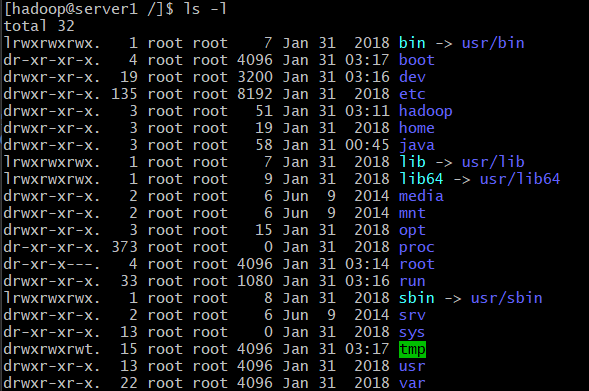 [hadoop@server1 /]$ ls -l
total 32
lrwxrwxrwx.   1 root root    7 Jan 31  2018 bin -> usr/bin
dr-xr-xr-x.   4 root root 4096 Jan 31 03:17 boot
drwxr-xr-x.  19 root root 3200 Jan 31 03:16 dev
drwxr-xr-x. 135 root root 8192 Jan 31  2018 etc
drwxr-xr-x.   3 root root   51 Jan 31 03:11 hadoop
drwxr-xr-x.   3 root root   19 Jan 31  2018 home
drwxr-xr-x.   3 root root   58 Jan 31 00:45 java
lrwxrwxrwx.   1 root root    7 Jan 31  2018 lib -> usr/lib
lrwxrwxrwx.   1 root root    9 Jan 31  2018 lib64 -> usr/lib64
drwxr-xr-x.   2 root root    6 Jun  9  2014 media
drwxr-xr-x.   2 root root    6 Jun  9  2014 mnt
drwxr-xr-x.   3 root root   15 Jan 31  2018 opt
dr-xr-xr-x. 373 root root    0 Jan 31  2018 proc
dr-xr-x---.   4 root root 4096 Jan 31 03:14 root
drwxr-xr-x.  33 root root 1080 Jan 31 03:16 run
lrwxrwxrwx.   1 root root    8 Jan 31  2018 sbin -> usr/sbin
drwxr-xr-x.   2 root root    6 Jun  9  2014 srv
dr-xr-xr-x.  13 root root    0 Jan 31  2018 sys
drwxrwxrwt.  15 root root 4096 Jan 31 03:17 tmp
drwxr-xr-x.  13 root root 4096 Jan 31  2018 usr
drwxr-xr-x.  22 root root 4096 Jan 31  2018 var